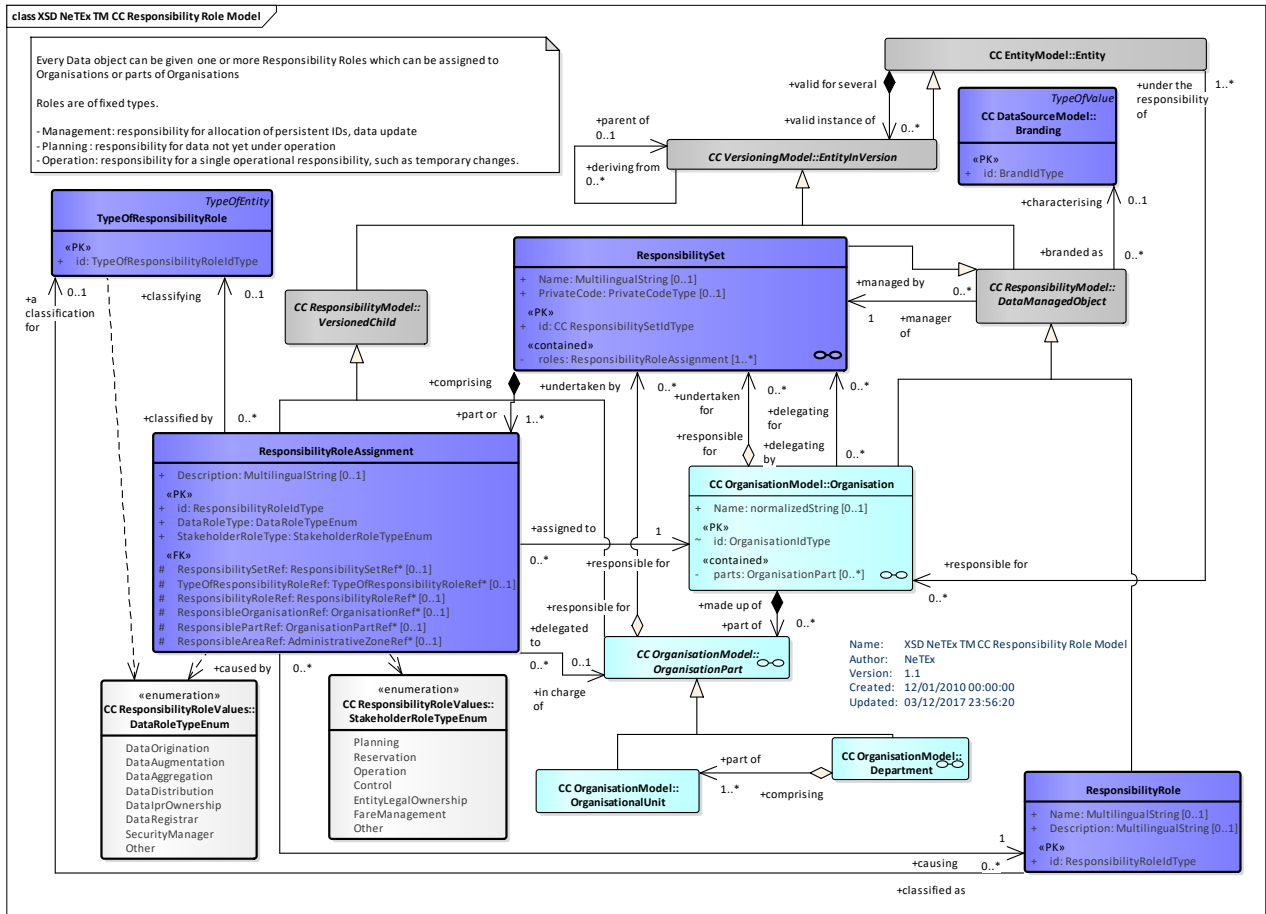 class XSD NeTEx TM CC Responsibility Role Model
Every Data object can be given one or more Responsibility Roles which can be assigned to
Organisations or parts of Organisations
Roles are of fixed types.
- Management: responsibility for allocation of persistent IDs, data update
- Planning : responsibility for data not yet under operation
- Operation: responsibility for a single operational responsibility, such as temporary changes.
CC EntityModel::Entity
+valid for several
+valid instance of
0..*
+under the
responsibility
of
1..*
+parent of
0..1
+deriving from
0..*
CC VersioningModel::EntityInVersion
TypeOfValue
CC DataSourceModel::
Branding
«PK»
+ id: BrandIdType
+characterising
0..1
+branded as
0..*
TypeOfEntity
TypeOfResponsibilityRole
«PK»
+ id: TypeOfResponsibilityRoleIdType
+a
classification
for
0..1
+classifying
0..1
CC ResponsibilityModel::
VersionedChild
ResponsibilitySet
+ Name: MultilingualString [0..1]
+ PrivateCode: PrivateCodeType [0..1]
«PK»
+ id: CC ResponsibilitySetIdType
«contained»
- roles: ResponsibilityRoleAssignment [1..*]
+managed by
0..*
1
+manager
of
CC ResponsibilityModel::
DataManagedObject
+comprising
+part or
1..*
+undertaken by
0..*
+undertaken
for
0..*
+delegating
for
0..*
+responsible
for
+delegating
by
0..*
+classified by
0..*
ResponsibilityRoleAssignment
+ Description: MultilingualString [0..1]
«PK»
+ id: ResponsibilityRoleIdType
+ DataRoleType: DataRoleTypeEnum
+ StakeholderRoleType: StakeholderRoleTypeEnum
«FK»
# ResponsibilitySetRef: ResponsibilitySetRef* [0..1]
# TypeOfResponsibilityRoleRef: TypeOfResponsibilityRoleRef* [0..1]
# ResponsibilityRoleRef: ResponsibilityRoleRef* [0..1]
# ResponsibleOrganisationRef: OrganisationRef* [0..1]
# ResponsiblePartRef: OrganisationPartRef* [0..1]
# ResponsibleAreaRef: AdministrativeZoneRef* [0..1]
CC OrganisationModel::Organisation
+ Name: normalizedString [0..1]
«PK»
~ id: OrganisationIdType
«contained»
- parts: OrganisationPart [0..*]
+assigned to
1
0..*
+responsible for
+responsible for
0..*
+responsible for
+made up of
+part of
0..*
+delegated
to
0..*
0..1
+in charge
of
CC OrganisationModel::
OrganisationPart
Name: XSD NeTEx TM CC Responsibility Role Model
Author: NeTEx
Version: 1.1
Created: 12/01/2010 00:00:00
Updated: 03/12/2017 23:56:20
+caused by
0..*
«enumeration»
CC ResponsibilityRoleValues::
DataRoleTypeEnum
DataOrigination
DataAugmentation
DataAggregation
DataDistribution
DataIprOwnership
DataRegistrar
SecurityManager
Other
«enumeration»
CC ResponsibilityRoleValues::
StakeholderRoleTypeEnum
Planning
Reservation
Operation
Control
EntityLegalOwnership
FareManagement
Other
CC OrganisationModel::
OrganisationalUnit
+part of
1..*
+comprising
CC OrganisationModel::
Department
ResponsibilityRole
+ Name: MultilingualString [0..1]
+ Description: MultilingualString [0..1]
«PK»
+ id: ResponsibilityRoleIdType
1
+causing
0..*
+classified as